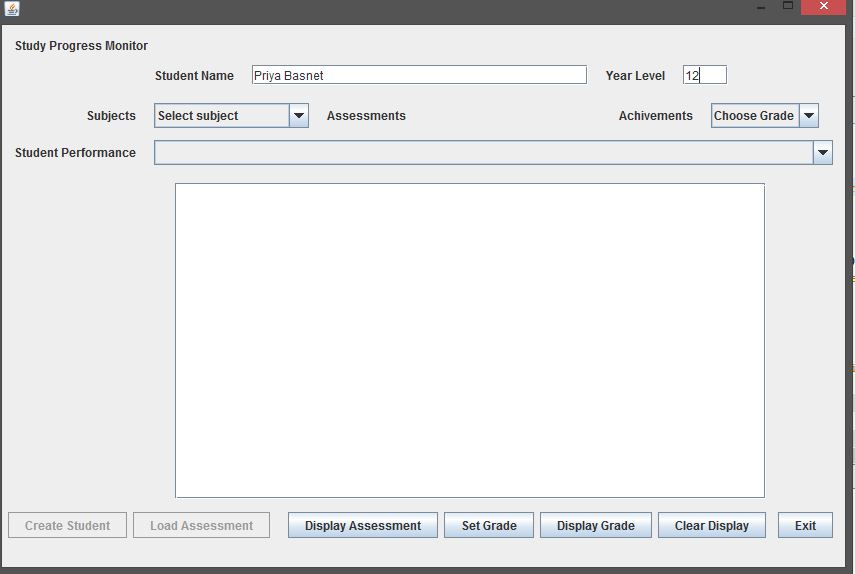 Study Progress Monitor
Student Name Priya Basnet Year Level 12
Subjects Select subject Assessments Achivements Choose Grade
Student Performance
Create Student Load Assessment Display Assessment Set Grade Display Grade Clear Display Exit